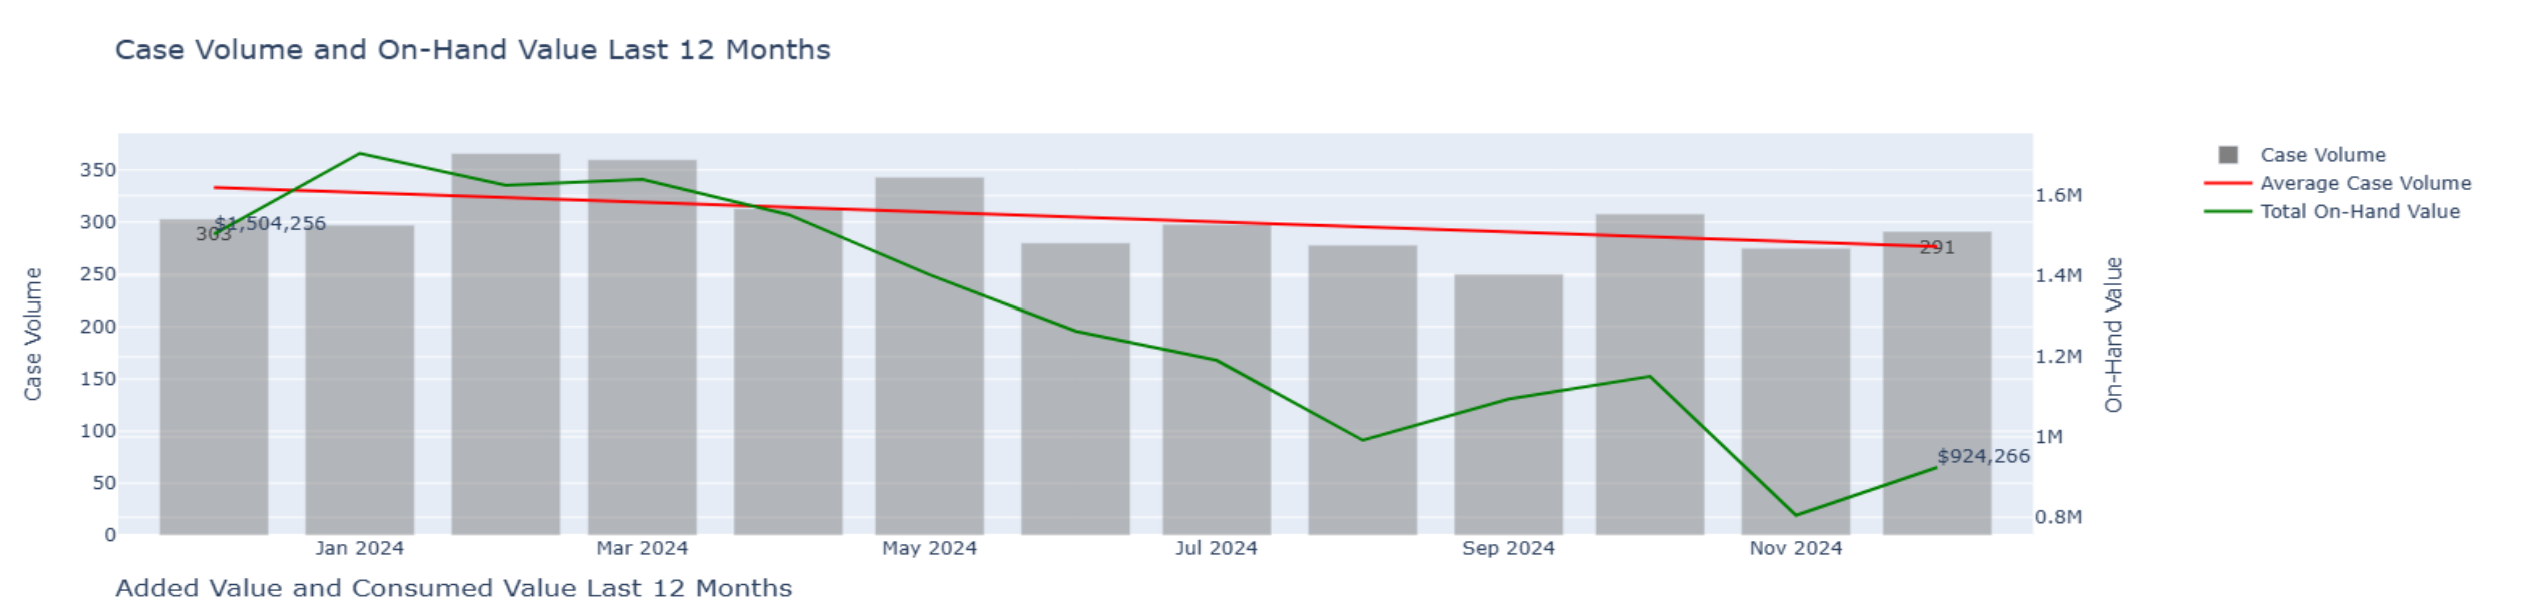 Case Volume and On-Hand Value Last 12 Months
Case Volume
350
300
250
200
150
100
50
0
303
$1,504,256
291
$924,266
1.6M
1.4M
1.2M
1M
0.8M
On-Hand Value
Jan 2024
Mar 2024
May 2024
Jul 2024
Sep 2024
Nov 2024
Case Volume
Average Case Volume
Total On-Hand Value
Added Value and Consumed Value Last 12 Months